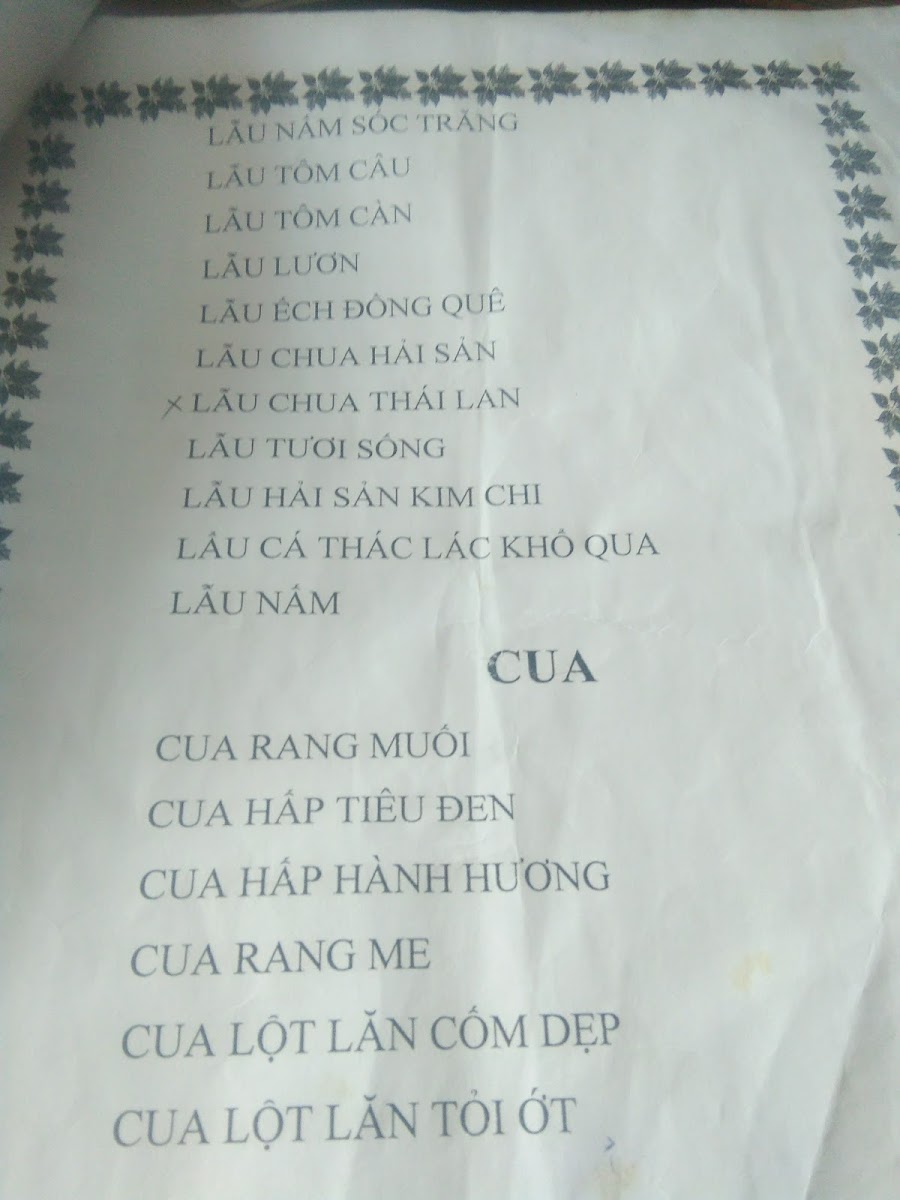 LẪU NẤM SÓC TRĂNG
LẪU TÔM CÂU
LẪU TÔM CÀN
LẪU LƯƠN
LẪU ẾCH ĐỒNG QUÊ
LẪU CHUA HẢI SẢN
× LẪU CHUA THÁI LAN
LẪU TƯƠI SỐNG
LẪU HẢI SẢN KIM CHI
LẨU CÁ THÁC LÁC KHỔ QUA
LẪU NẤM
CUA
CUA RANG MUỐI
CUA HẤP TIÊU ĐEN
CUA HẤP HÀNH HƯƠNG
CUA RANG ME
CUA LỘT LĂN CỐM DẸP
CUA LỘT LĂN TỎI ỚT